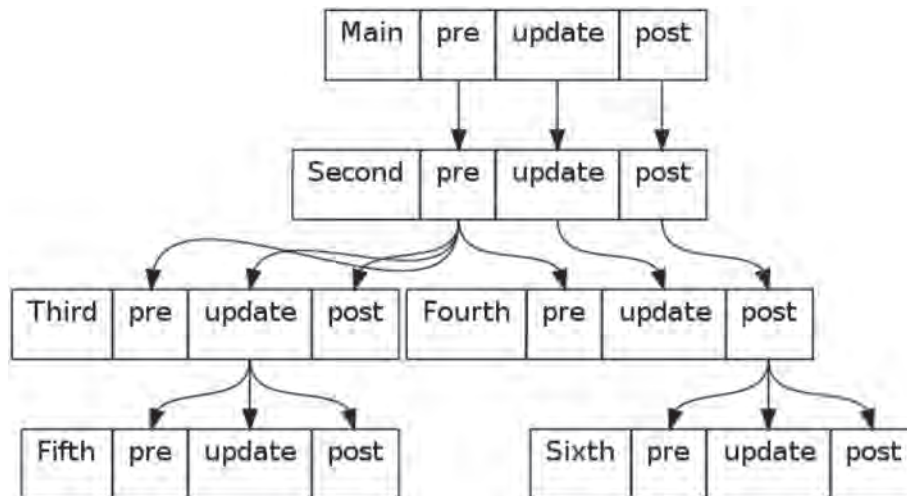 Main pre update post
Second pre update post
Third pre update post Fourth pre update post
Fifth pre update post Sixth pre update post